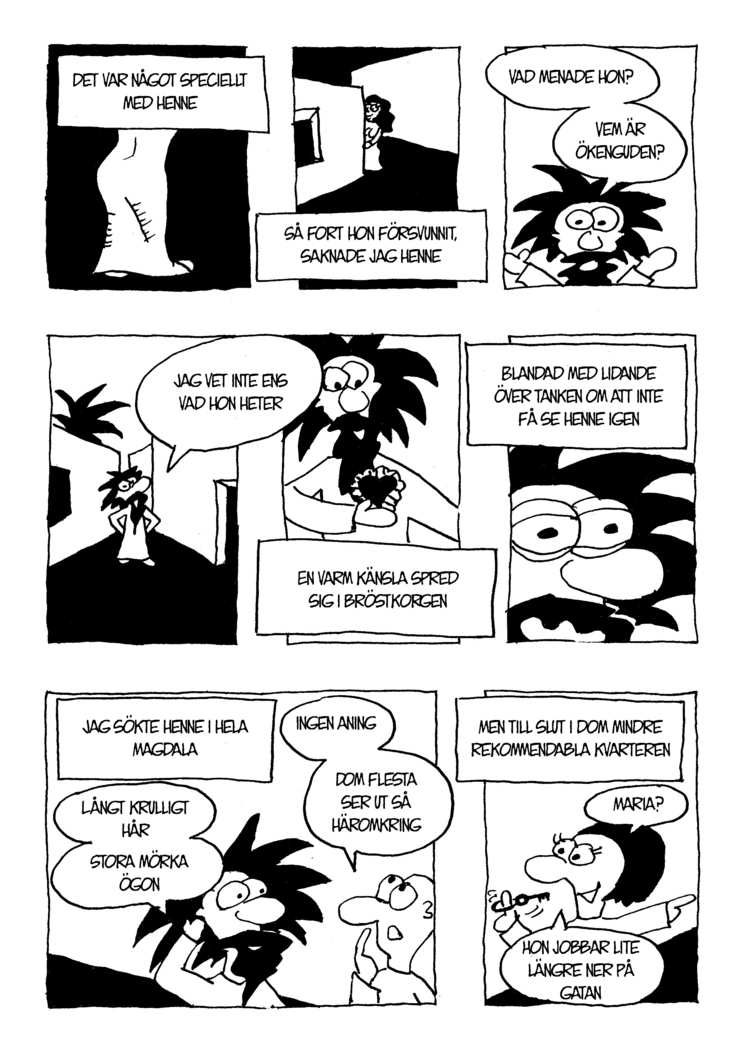 DET VAR NÅGOT SPECIELLT
MED HENNE
SÅ FORT HON FÖRSVUNNIT,
SAKNADE JAG HENNE
VAD MENADE HON?
VEM ÄR
ÖKENGUDEN?
JAG VET INTE ENS
VAD HON HETER
EN VARM KÄNSLA SPRED
SIG I BRÖSTKORGEN
BLANDAD MED LIDANDE
ÖVER TANKEN OM ATT INTE
FÅ SE HENNE IGEN
JAG SÖKTE HENNE I HELA
MAGDALA
LÅNGT KRULLIGT
HÅR
STORA MÖRKA
ÖGON
INGEN ANING
DOM FLESTA
SER UT SÅ
HÄROMKRING
MEN TILL SLUT I DOM MINDRE
REKOMMENDABLA KVARTEREN
MARIA?
HON JOBBAR LITE
LÄNGRE NER PÅ
GATAN